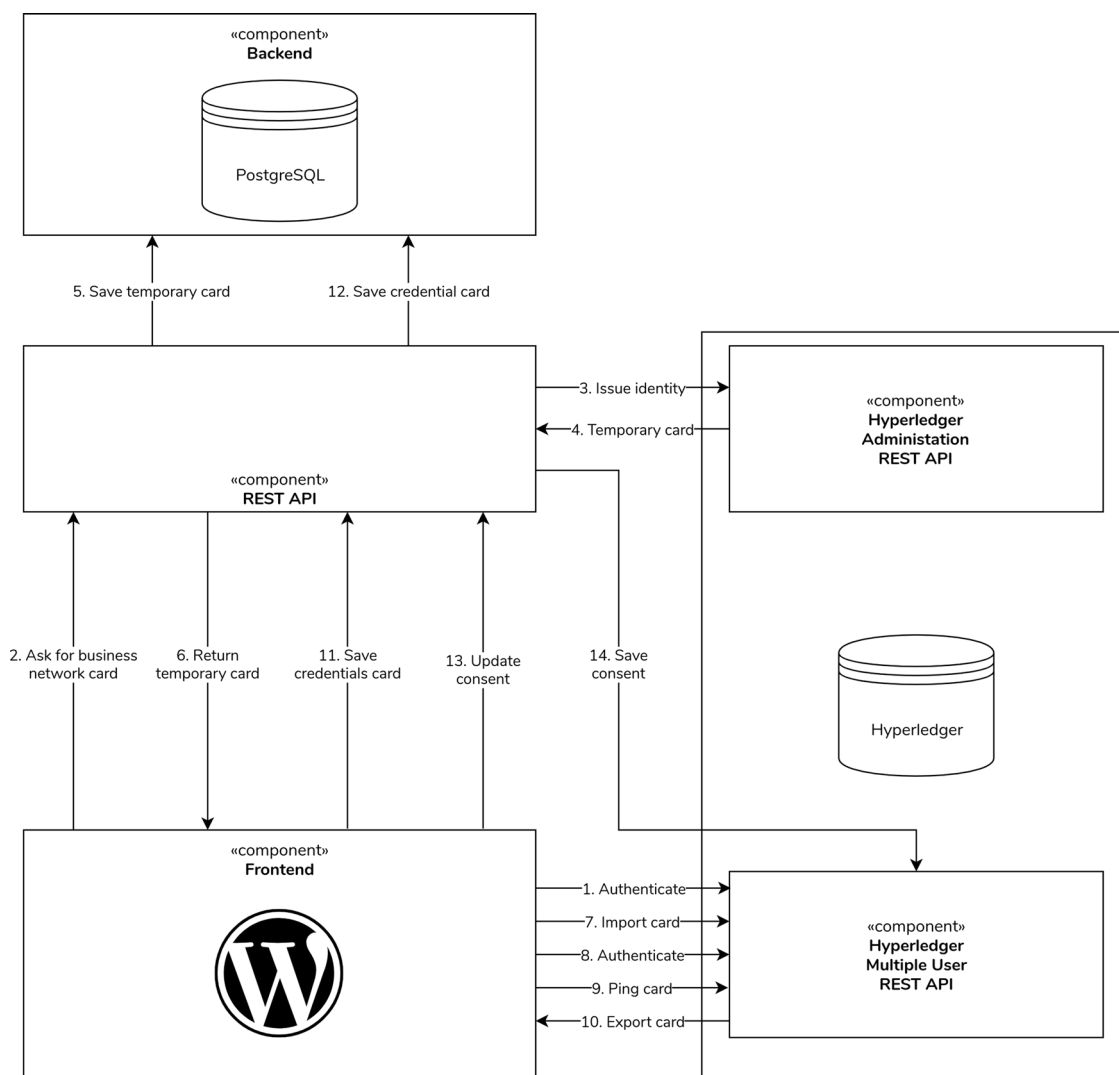 «component»
Backend
PostgreSQL
5. Save temporary card
12. Save credential card
«component»
REST API
3. Issue identity
4. Temporary card
«component»
Hyperledger
Administation
REST API
2. Ask for business
network card
6. Return
temporary card
11. Save
credentials card
13. Update
consent
14. Save
consent
Hyperledger
«component»
Frontend
1. Authenticate
7. Import card
8. Authenticate
9. Ping card
10. Export card
«component»
Hyperledger
Multiple User
REST API